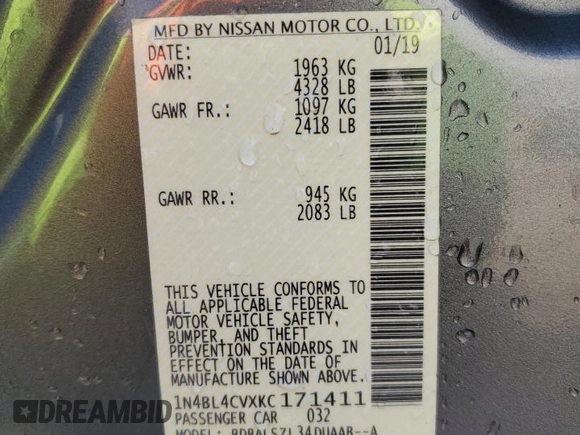 MFD BY NISSAN MOTOR CO., LTD.
DATE: 01/19
GVWR: 1963 KG
4328 LB
GAWR FR.: 1097 KG
2418 LB
GAWR RR.: 945 KG
2083 LB
THIS VEHICLE CONFORMS TO
ALL APPLICABLE FEDERAL
MOTOR VEHICLE SAFETY,
BUMPER, AND THEFT
PREVENTION STANDARDS IN
EFFECT ON THE DATE OF
MANUFACTURE SHOWN ABOVE.
1N4BL4CVXKC171411
PASSENGER CAR 032
MODEL:
DREAMBID.COM